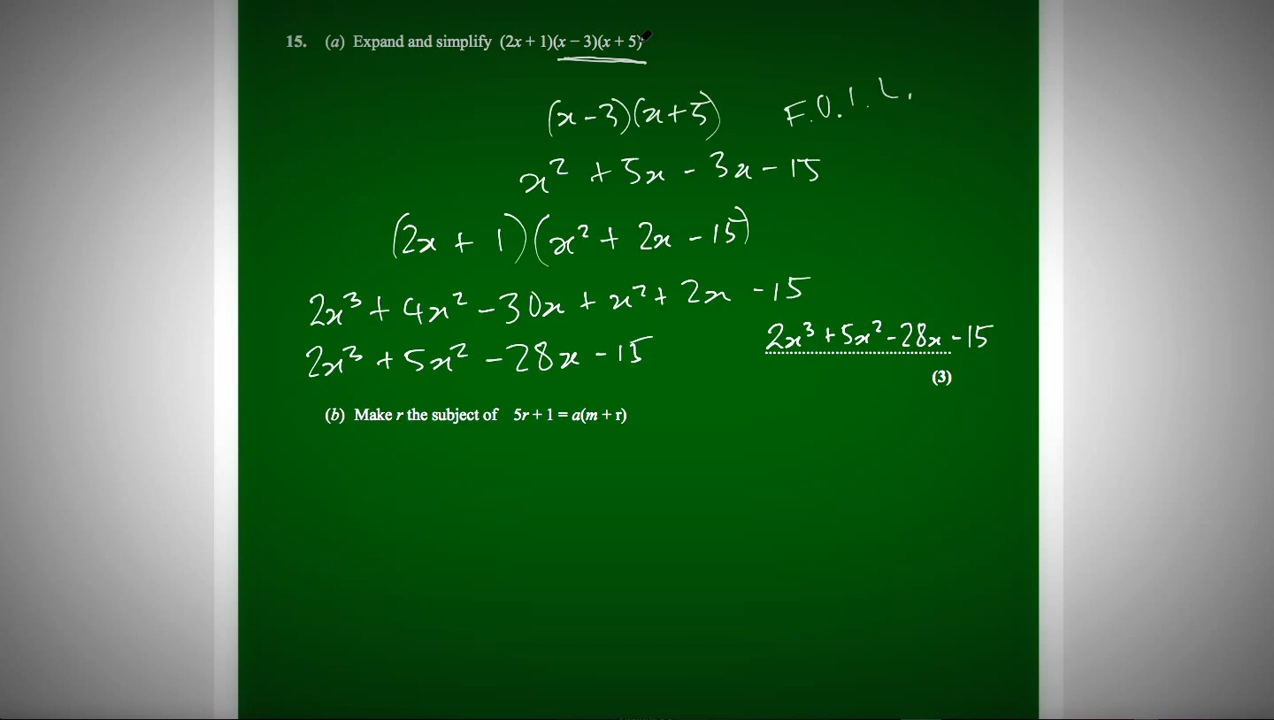 15. (a) Expand and simplify (2x + 1)(x − 3)(x + 5)
(x - 3)(x + 5) F.O.I.L.
x² + 5x - 3x - 15
(2x + 1)(x² + 2x - 15)
2x³ + 4x² - 30x + x² + 2x - 15
2x³ + 5x² - 28x - 15
2x³ + 5x² - 28x - 15
(3)
(b) Make r the subject of 5r + 1 = a(m + r)